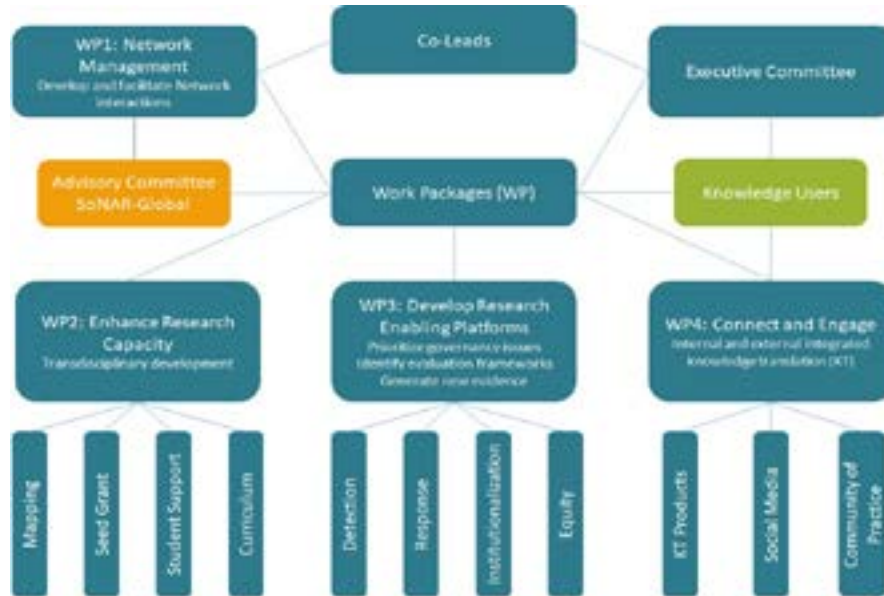 Co-Leads
WP1: Network
Management
Develop and facilitate Network
interactions
Executive Committee
Advisory Committee
SoNAR-Global
Work Packages (WP)
Knowledge Users
WP2: Enhance Research
Capacity
Transdisciplinary development
WP3: Develop Research
Enabling Platforms
Prioritise governance issues
Identify evaluation frameworks
Generate new evidence
WP4: Connect and Engage
Internal and external integrated
knowledge translation (KT)
Mapping
Seed Grant
Student Support
Curriculum
Detection
Response
Institutionalization
Equity
KT Products
Social Media
Community of
Practice